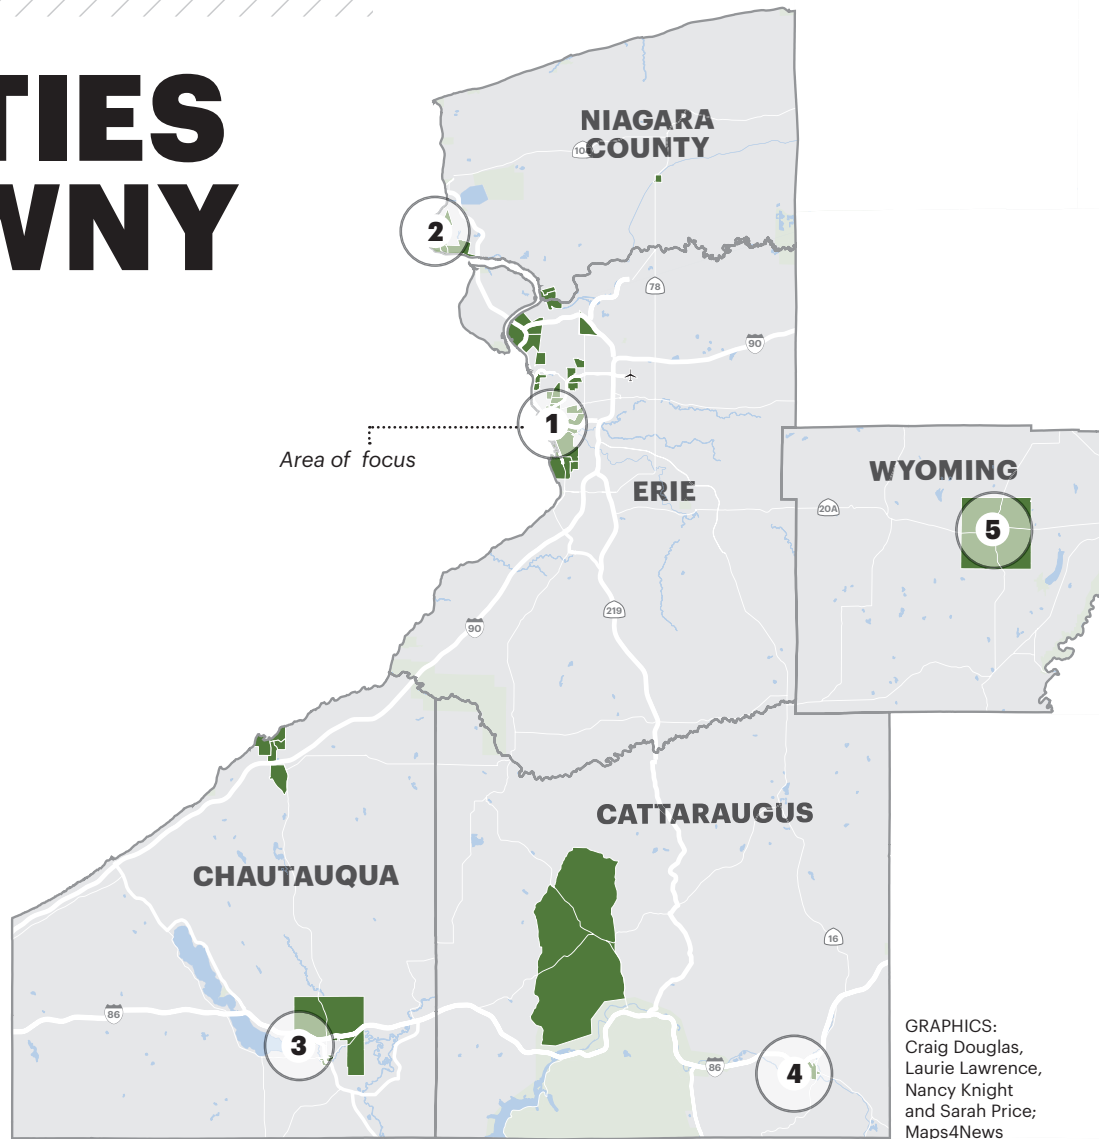 TIES
WNY
NIAGARA
COUNTY
104
2
78
90
1
Area of focus
ERIE
WYOMING
20A
5
219
90
CATTARAUGUS
CHAUTAUQUA
16
86
3
86
4
GRAPHICS:
Craig Douglas,
Laurie Lawrence,
Nancy Knight
and Sarah Price;
Maps4News